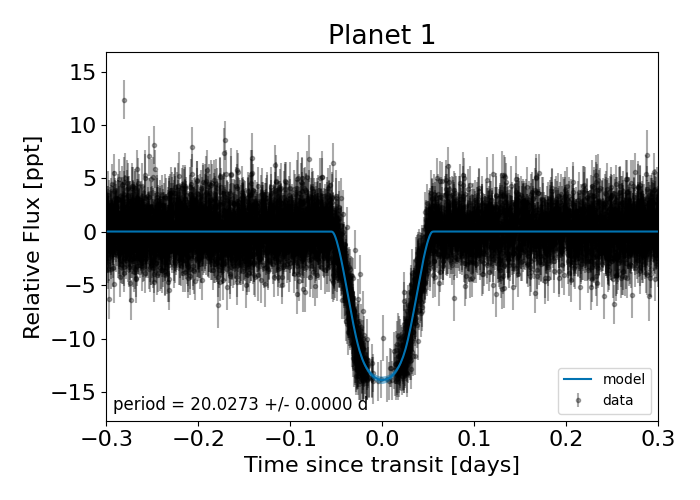 Planet 1
Relative Flux [ppt]
15
10
5
0
−5
−10
−15
period = 20.0273 +/- 0.0000 d
model
data
−0.3
−0.2
−0.1
0.0
0.1
0.2
0.3
Time since transit [days]